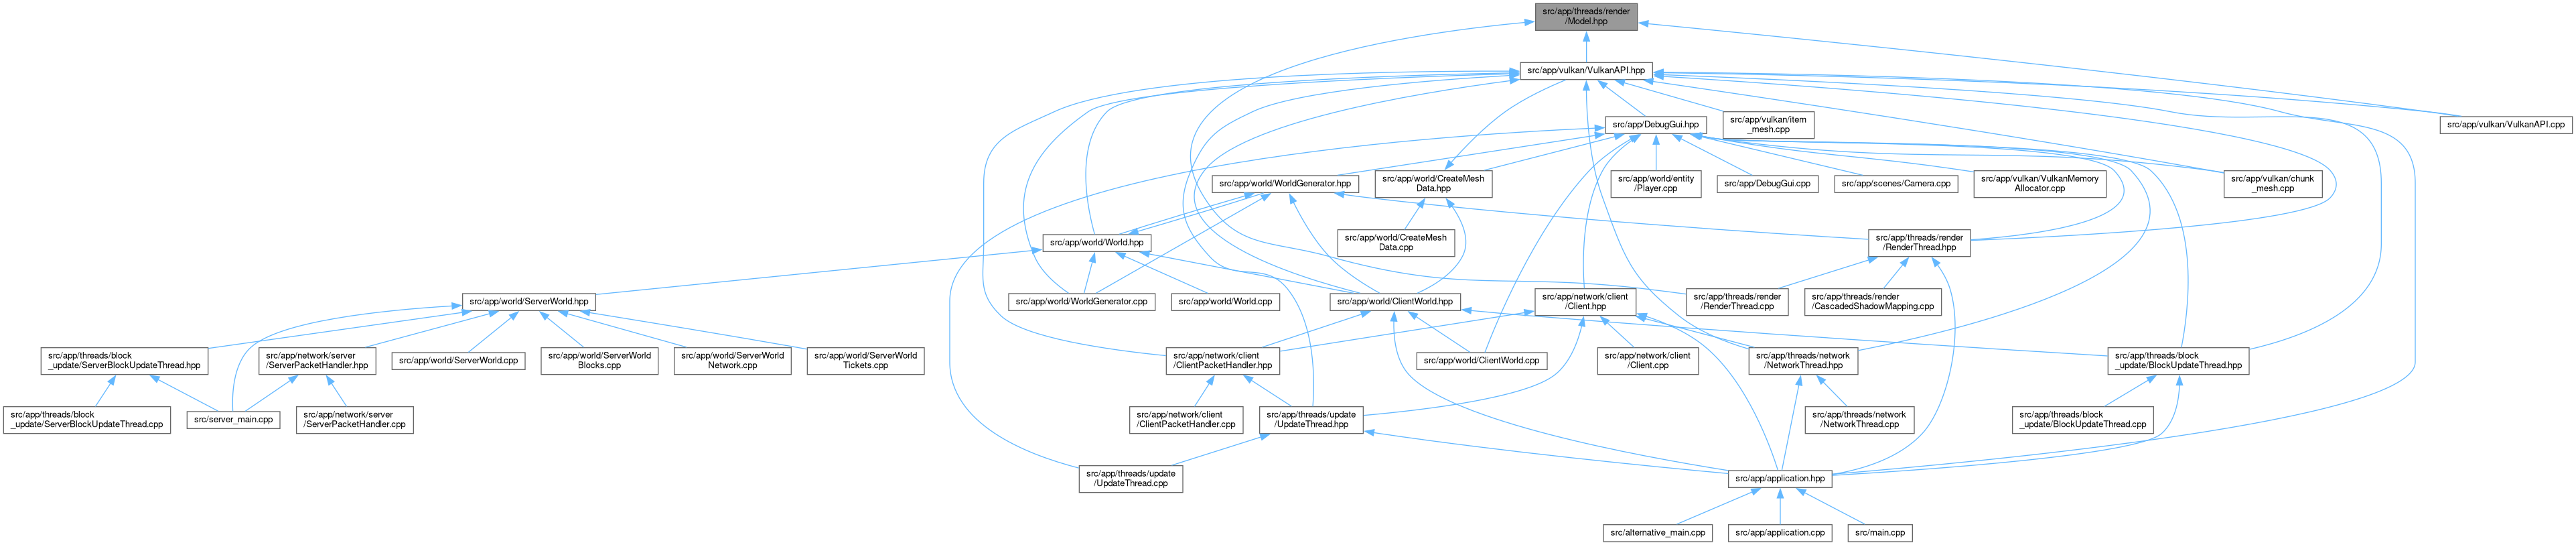 src/app/threads/render
/Model.hpp
src/app/vulkan/VulkanAPI.hpp
src/app/DebugGui.hpp
src/app/vulkan/item
_mesh.cpp
src/app/vulkan/VulkanAPI.cpp
src/app/world/WorldGenerator.hpp
src/app/world/CreateMesh
Data.hpp
src/app/world/entity
/Player.cpp
src/app/DebugGui.cpp
src/app/scenes/Camera.cpp
src/app/vulkan/VulkanMemory
Allocator.cpp
src/app/vulkan/chunk
_mesh.cpp
src/app/world/World.hpp
src/app/world/CreateMesh
Data.cpp
src/app/threads/render
/RenderThread.hpp
src/app/world/ServerWorld.hpp
src/app/world/WorldGenerator.cpp
src/app/world/World.cpp
src/app/world/ClientWorld.hpp
src/app/network/client
/Client.hpp
src/app/threads/render
/RenderThread.cpp
src/app/threads/render
/CascadedShadowMapping.cpp
src/app/threads/block
_update/ServerBlockUpdateThread.hpp
src/app/network/server
/ServerPacketHandler.hpp
src/app/world/ServerWorld.cpp
src/app/world/ServerWorld
Blocks.cpp
src/app/world/ServerWorld
Network.cpp
src/app/world/ServerWorld
Tickets.cpp
src/app/network/client
/ClientPacketHandler.hpp
src/app/world/ClientWorld.cpp
src/app/network/client
/Client.cpp
src/app/threads/network
/NetworkThread.hpp
src/app/threads/block
_update/BlockUpdateThread.hpp
src/app/threads/block
_update/ServerBlockUpdateThread.cpp
src/server_main.cpp
src/app/network/server
/ServerPacketHandler.cpp
src/app/network/client
/ClientPacketHandler.cpp
src/app/threads/update
/UpdateThread.hpp
src/app/threads/network
/NetworkThread.cpp
src/app/threads/block
_update/BlockUpdateThread.cpp
src/app/threads/update
/UpdateThread.cpp
src/app/application.hpp
src/alternative_main.cpp
src/app/application.cpp
src/main.cpp